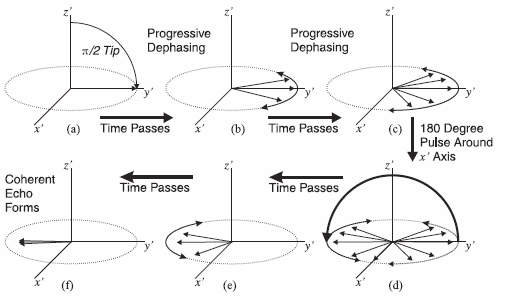 z'
π/2 Tip
y'
x'
(a)
Time Passes
Progressive
Dephasing
z'
y'
x'
(b)
Time Passes
Progressive
Dephasing
z'
y'
x'
(c)
180 Degree
Pulse Around
x' Axis
z'
y'
x'
(d)
Time Passes
z'
y'
x'
(e)
Time Passes
Coherent
Echo
Forms
z'
y'
x'
(f)